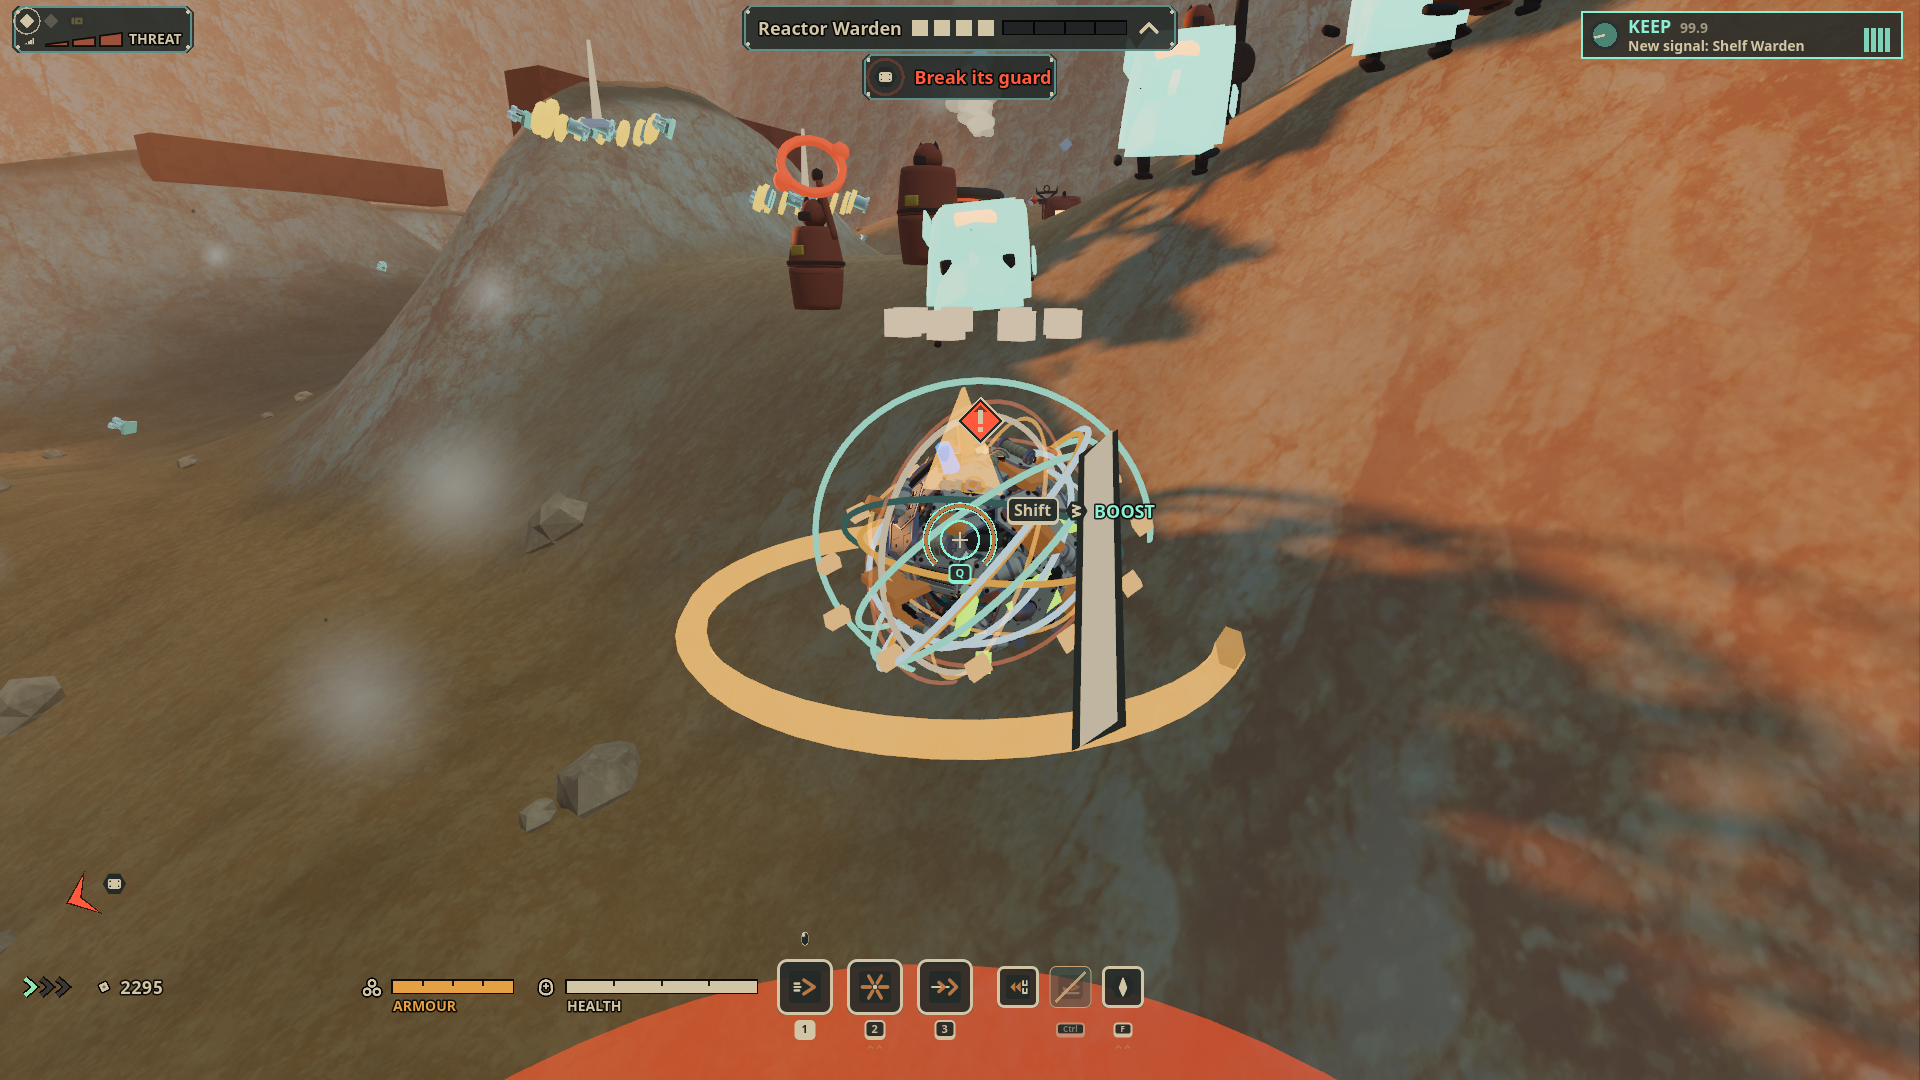 THREAT
Reactor Warden
Break its guard
KEEP 99.9
New signal: Shelf Warden
Shift
BOOST
Q
2295
ARMOUR
HEALTH
1
2
3
Ctrl
F